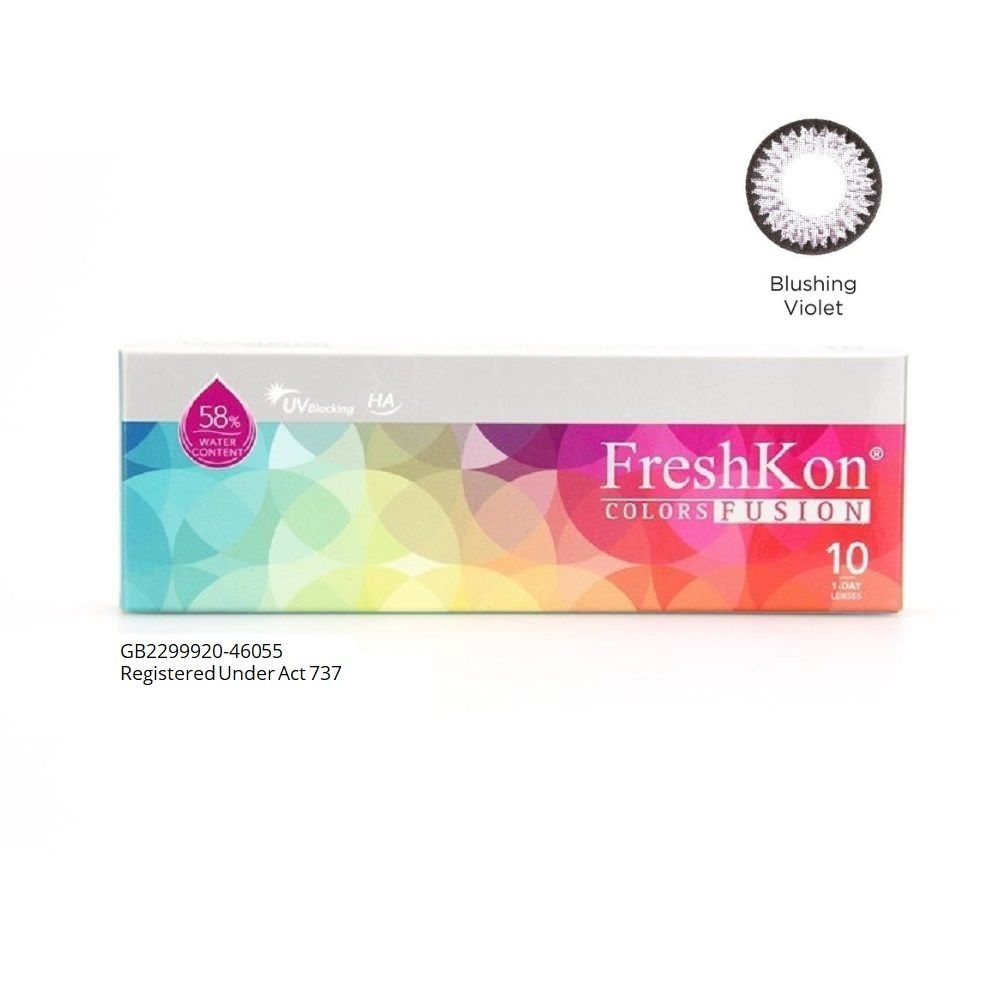 Blushing
Violet
58%
WATER
CONTENT
UV Blocking
HA
FreshKon®
COLORS FUSION
10
1-DAY
LENSES
GB2299920-46055
Registered Under Act 737